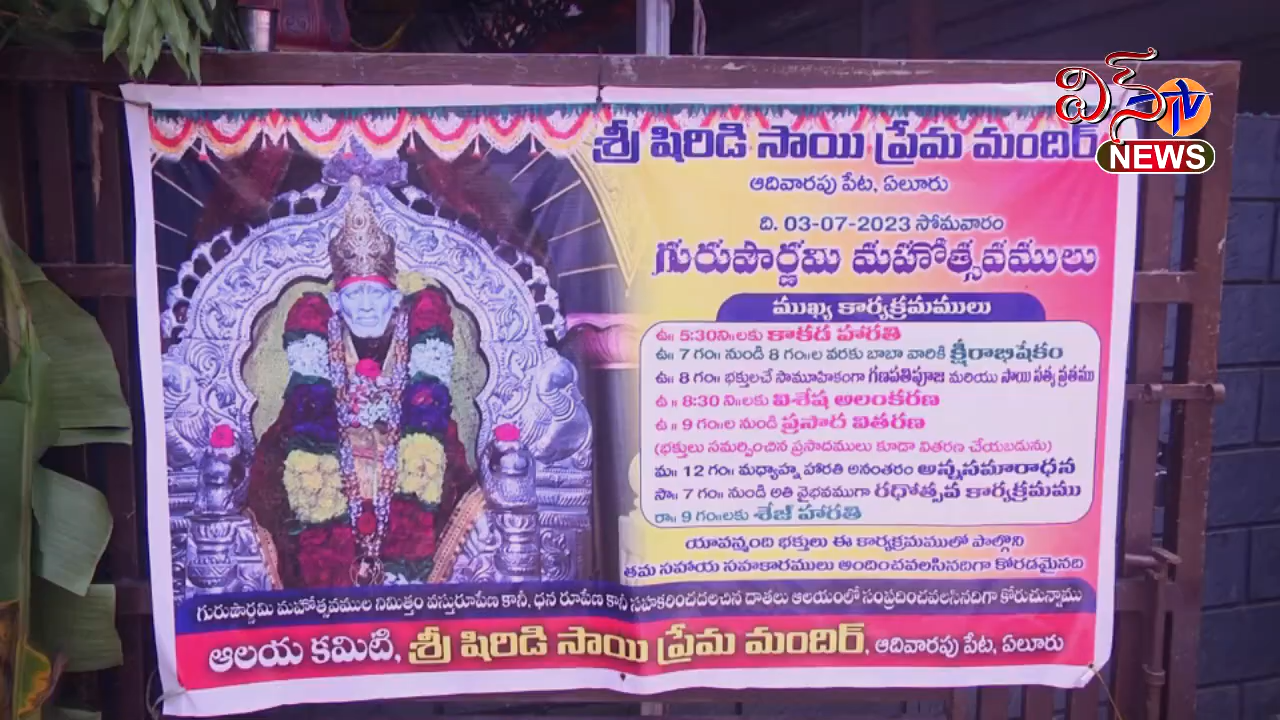 విస్ TV
NEWS
శ్రీ షిరిడి సాయి ప్రేమ మందిర్
ఆదివారపు పేట, ఏలూరు
ది. 03-07-2023 సోమవారం
గురుపౌర్ణమి మహోత్సవములు
ముఖ్య కార్యక్రమములు
ఉ॥ 5:30ని॥లకు కాకడ హారతి
ఉ॥ 7 గం॥ నుండి 8 గం॥ల వరకు బాబా వారికి క్షీరాభిషేకం
ఉ॥ 8 గం॥ భక్తులచే సామూహికంగా గణపతిపూజ మరియు సాయి సత్య వ్రతము
ఉ॥ 8:30 ని॥లకు విశేష అలంకరణ
ఉ॥ 9 గం॥ల నుండి ప్రసాద వితరణ
(భక్తులు సమర్పించిన ప్రసాదములు కూడా వితరణ చేయబడును)
మ॥ 12 గం॥ మధ్యాహ్న హారతి అనంతరం అన్నసమారాధన
సా॥ 7 గం॥ నుండి అతి వైభవముగా రధోత్సవ కార్యక్రమము
రా॥ 9 గం॥లకు శేజ్ హారతి
యావన్మంది భక్తులు ఈ కార్యక్రమములో పాల్గొని
తమ సహాయ సహకారములు అందించవలసినదిగా కోరడమైనది
గురుపౌర్ణమి మహోత్సవముల నిమిత్తం వస్తురూపేణ కానీ, ధన రూపేణ కానీ సహకరించదలచిన దాతలు ఆలయంలో సంప్రదించవలసినదిగా కోరుచున్నాము
ఆలయ కమిటి, శ్రీ షిరిడి సాయి ప్రేమ మందిర్, ఆదివారపు పేట, ఏలూరు